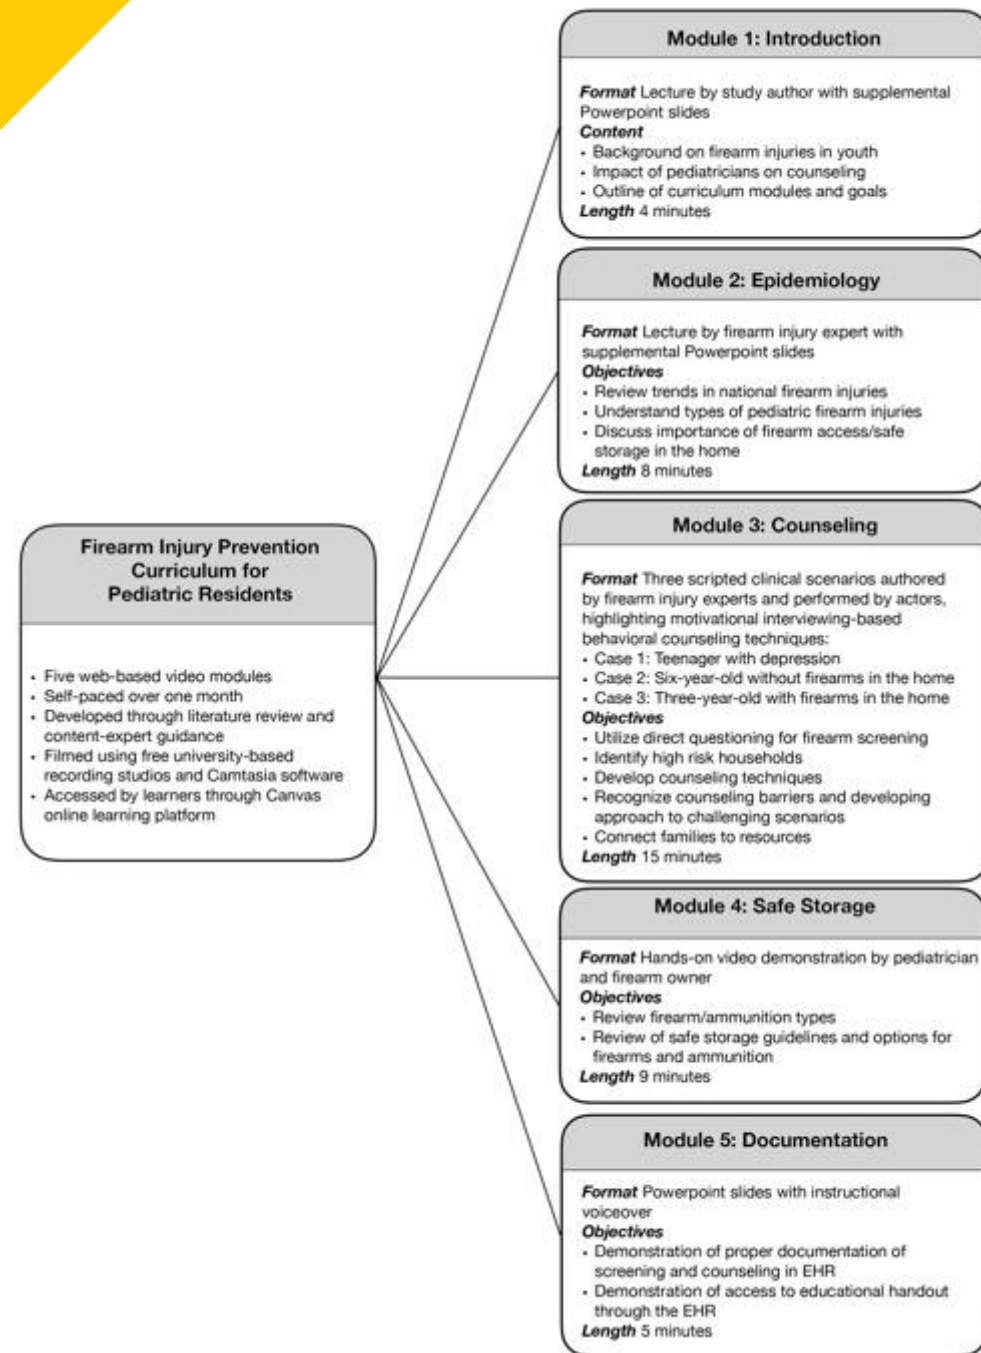 Module 1: Introduction
Format Lecture by study author with supplemental
Powerpoint slides
Content
• Background on firearm injuries in youth
• Impact of pediatricians on counseling
• Outline of curriculum modules and goals
Length 4 minutes
Module 2: Epidemiology
Format Lecture by firearm injury expert with
supplemental Powerpoint slides
Objectives
• Review trends in national firearm injuries
• Understand types of pediatric firearm injuries
• Discuss importance of firearm access/safe
storage in the home
Length 8 minutes
Firearm Injury Prevention
Curriculum for
Pediatric Residents
• Five web-based video modules
• Self-paced over one month
• Developed through literature review and
content-expert guidance
• Filmed using free university-based
recording studios and Camtasia software
• Accessed by learners through Canvas
online learning platform
Module 3: Counseling
Format Three scripted clinical scenarios authored
by firearm injury experts and performed by actors,
highlighting motivational interviewing-based
behavioral counseling techniques:
• Case 1: Teenager with depression
• Case 2: Six-year-old without firearms in the home
• Case 3: Three-year-old with firearms in the home
Objectives
• Utilize direct questioning for firearm screening
• Identify high risk households
• Develop counseling techniques
• Recognize counseling barriers and developing
approach to challenging scenarios
• Connect families to resources
Length 15 minutes
Module 4: Safe Storage
Format Hands-on video demonstration by pediatrician
and firearm owner
Objectives
• Review firearm/ammunition types
• Review of safe storage guidelines and options for
firearms and ammunition
Length 9 minutes
Module 5: Documentation
Format Powerpoint slides with instructional
voiceover
Objectives
• Demonstration of proper documentation of
screening and counseling in EHR
• Demonstration of access to educational handout
through the EHR
Length 5 minutes